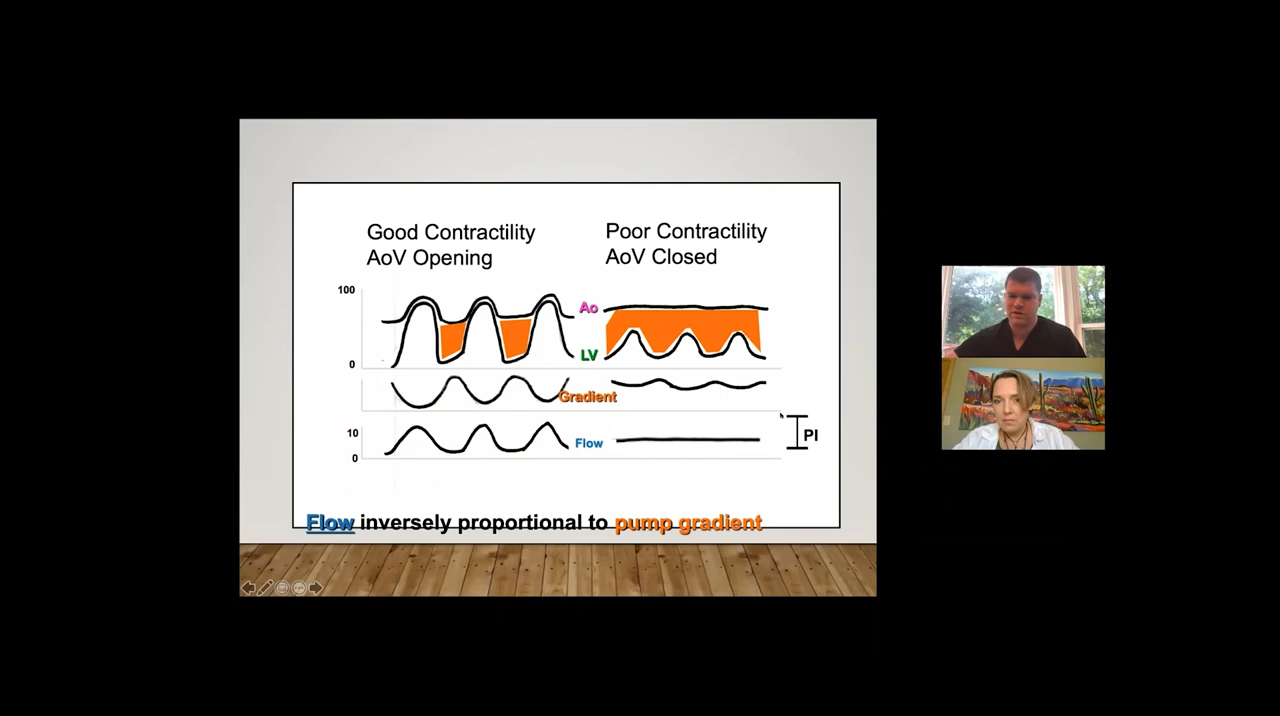 Good Contractility
AoV Opening
Poor Contractility
AoV Closed
100
Ao
LV
0
Gradient
10
Flow
PI
0
Flow inversely proportional to pump gradient